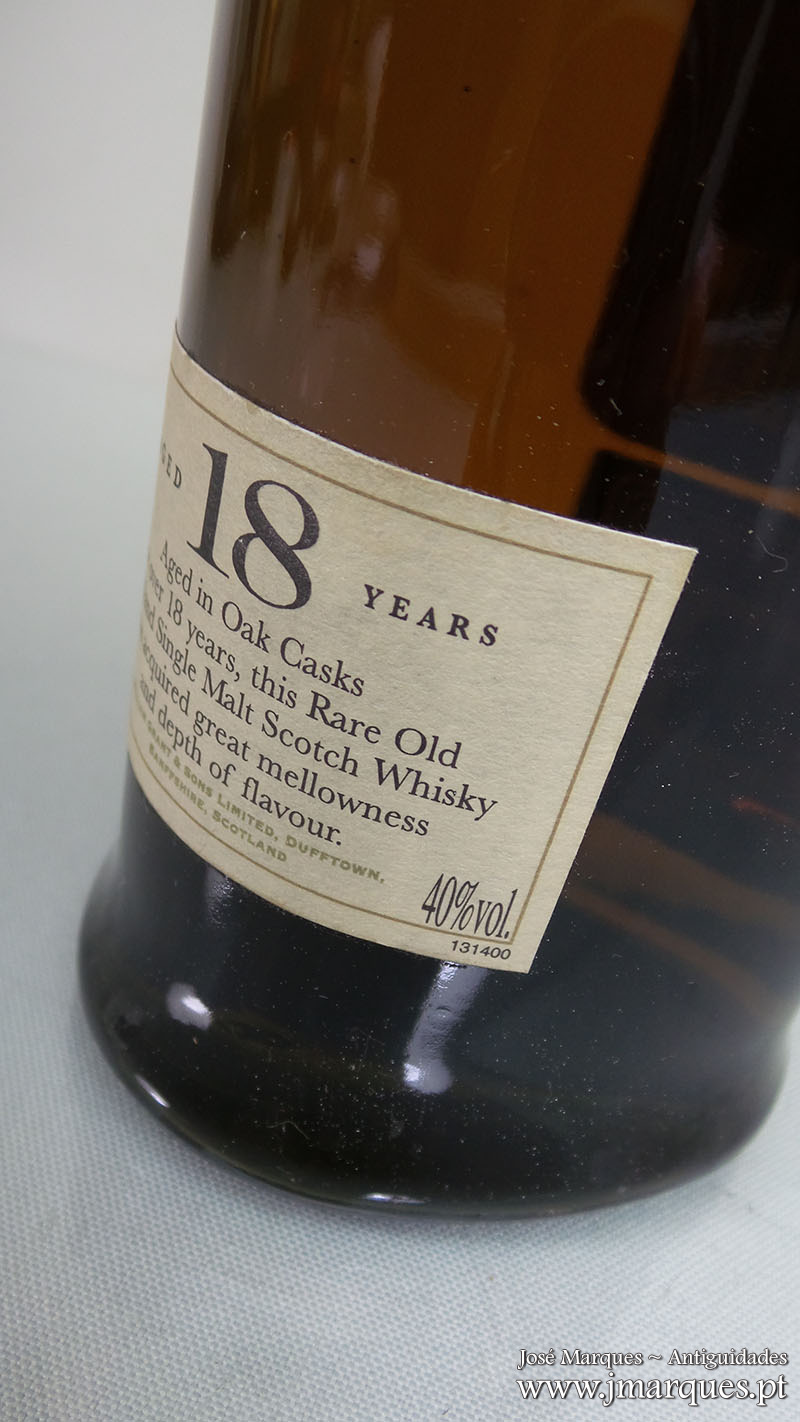 18 YEARS
Aged in Oak Casks
18 years, this Rare Old
Single Malt Scotch Whisky
acquired great mellowness
and depth of flavour.
GRANT & SONS LIMITED, DUFFTOWN,
BANFFSHIRE, SCOTLAND
40%vol.
131400
José Marques ~ Antiguidades
www.jmarques.pt